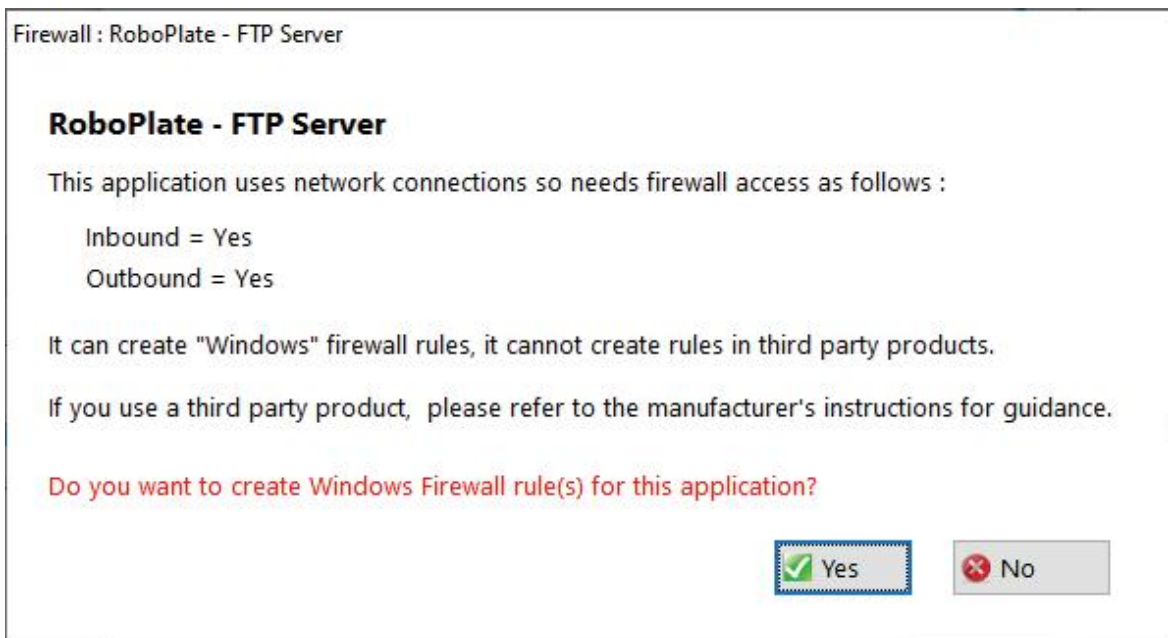 Firewall : RoboPlate - FTP Server
RoboPlate - FTP Server
This application uses network connections so needs firewall access as follows :
Inbound = Yes
Outbound = Yes
It can create "Windows" firewall rules, it cannot create rules in third party products.
If you use a third party product,  please refer to the manufacturer's instructions for guidance.
Do you want to create Windows Firewall rule(s) for this application?
Yes
No